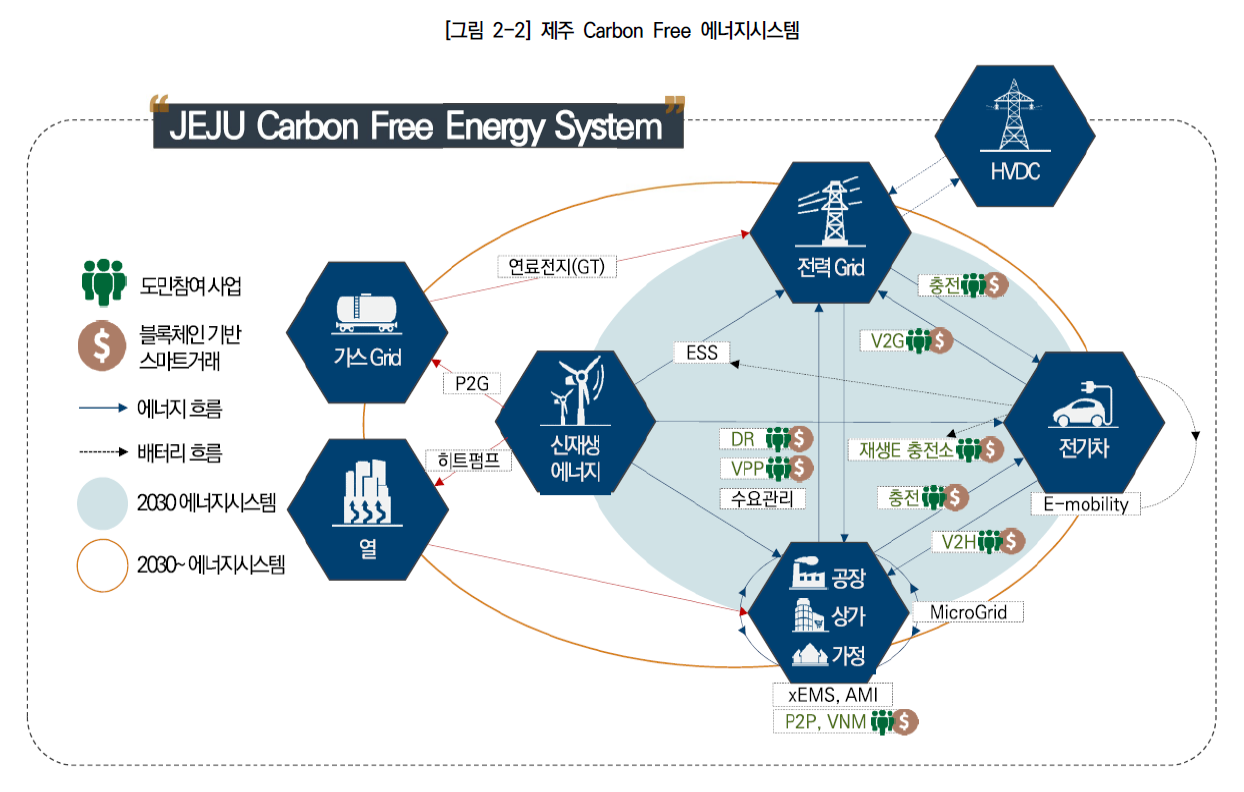 [그림 2-2] 제주 Carbon Free 에너지시스템
“JEJU Carbon Free Energy System”
HVDC
전력 Grid
연료전지(GT)
도민참여 사업
충전 $
블록체인 기반
스마트거래
$
가스 Grid
V2G $
ESS
P2G
에너지 흐름
신재생
에너지
전기차
DR $
재생E 충전소 $
배터리 흐름
히트펌프
VPP $
2030 에너지시스템
수요관리
충전 $
E-mobility
열
V2H $
2030~ 에너지시스템
공장
상가
MicroGrid
가정
xEMS, AMI
P2P, VNM $